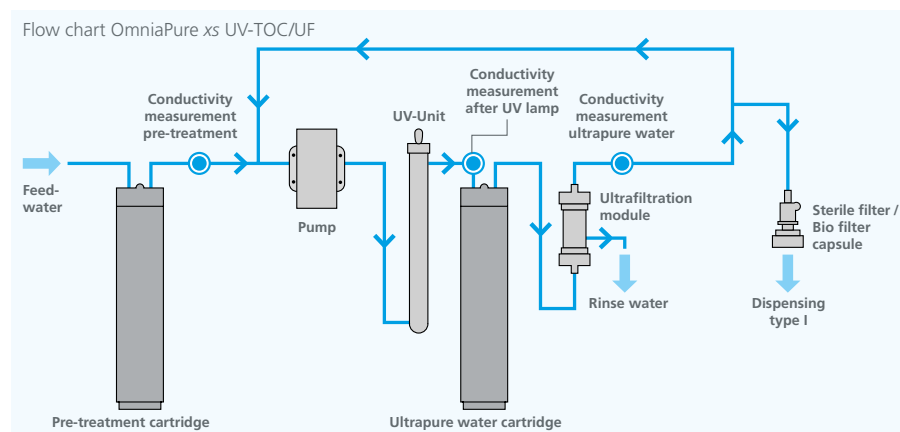 Flow chart OmniaPure xs UV-TOC/UF
Conductivity
measurement
pre-treatment
UV-Unit
Conductivity
measurement
after UV lamp
Conductivity
measurement
ultrapure water
Feed-
water
Pump
Ultrafiltration
module
Sterile filter /
Bio filter
capsule
Rinse water
Dispensing
type I
Pre-treatment cartridge
Ultrapure water cartridge